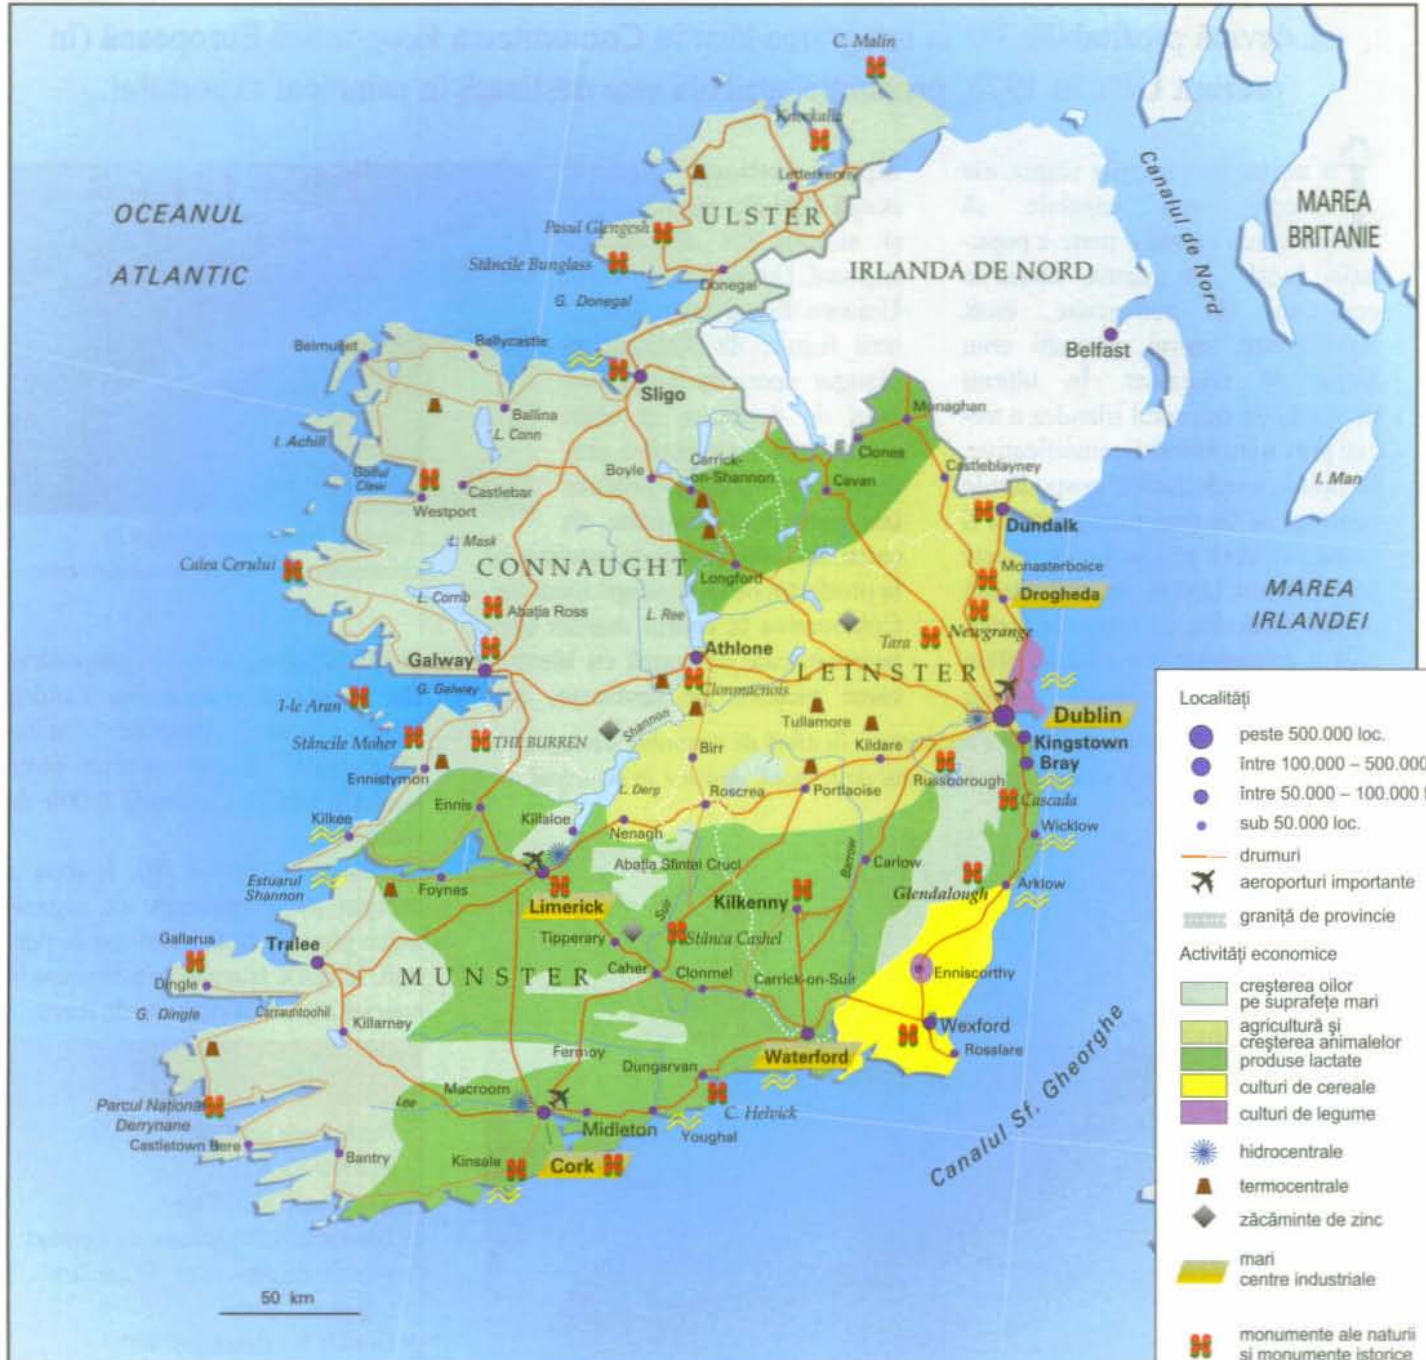 C. Malin
Knockalla
Letterkenny
ULSTER
Pasul Glengesh
Stâncile Bunglass
Donegal
G. Donegal
OCEANUL
ATLANTIC
IRLANDA DE NORD
Canalul de Nord
MAREA
BRITANIE
Belfast
Belmullet
Ballycastle
Sligo
Ballina
L. Conn
I. Achill
Golful
Clew
Castlebar
Westport
Boyle
Carrick-
on-Shannon
Monaghan
Clones
Cavan
Castleblayney
Dundalk
I. Man
L. Mask
Calea Cerului
CONNAUGHT
Longford
Monasterboice
Drogheda
L. Corrib
Abația Ross
L. Ree
Tara
Newgrange
MAREA
IRLANDEI
Galway
G. Galway
Athlone
LEINSTER
Clonmacnois
I-le Aran
Stâncile Moher
THE BURREN
Shannon
Tullamore
Dublin
Kingstown
Bray
Ennistymon
Birr
Kildare
Russborough
L. Derg
Roscrea
Portlaoise
Cascada
Ennis
Killaloe
Nenagh
Wicklow
Kilkee
Abația Sfintei Cruci
Barrow
Carlow
Estuarul
Shannon
Foynes
Limerick
Kilkenny
Glendalough
Arklow
Suir
Tipperary
Stânca Cashel
Gallarus
Tralee
MUNSTER
Caher
Clonmel
Carrick-on-Suir
Enniscorthy
Dingle
G. Dingle
Carrauntoohil
Killarney
Wexford
Rosslare
Fermoy
Waterford
Dungarvan
Macroom
Lee
C. Helvick
Parcul Național
Derrynane
Midleton
Youghal
Castletown Bere
Bantry
Kinsale
Cork
Canalul Sf. Gheorghe
50 km
Localități
peste 500.000 loc.
între 100.000 – 500.000
între 50.000 – 100.000
sub 50.000 loc.
drumuri
aeroporturi importante
graniță de provincie
Activități economice
creșterea oilor
pe suprafețe mari
agricultură și
creșterea animalelor
produse lactate
culturi de cereale
culturi de legume
hidrocentrale
termocentrale
zăcăminte de zinc
mari
centre industriale
monumente ale naturii
și monumente istorice